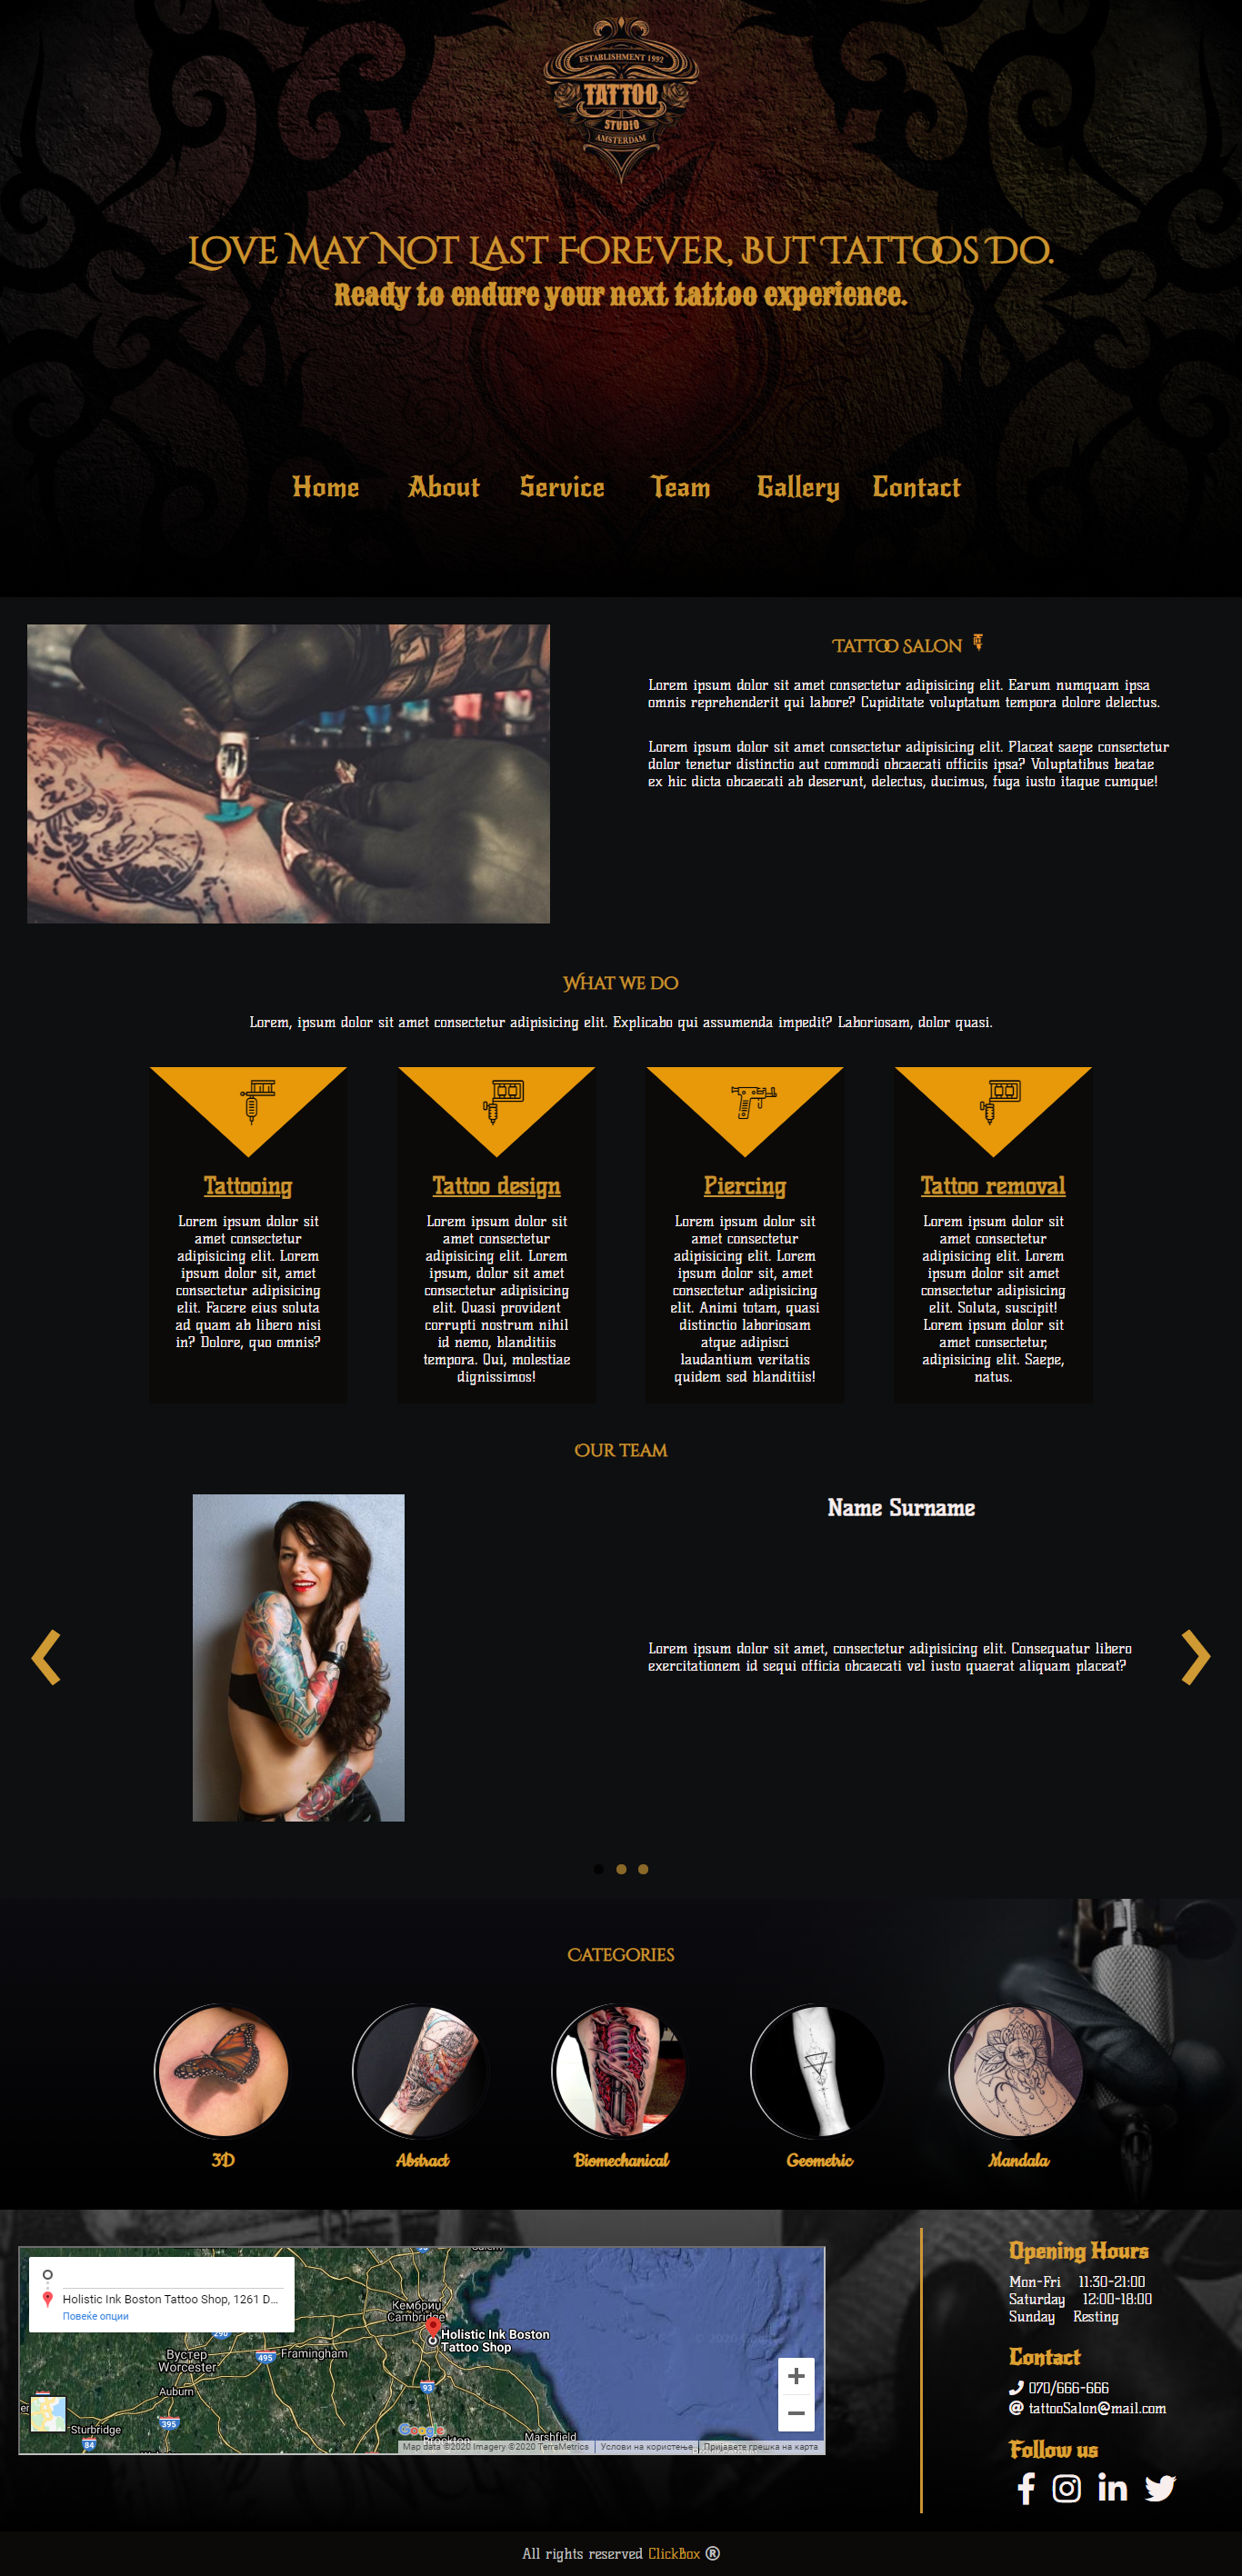 ESTABLISHMENT 1992
TATTOO
STUDIO
AMSTERDAM
Love May Not Last Forever, But Tattoos Do.
Ready to endure your next tattoo experience.
Home About Service Team Gallery Contact
Tattoo Salon
Lorem ipsum dolor sit amet consectetur adipisicing elit. Earum numquam ipsa
omnis reprehenderit qui labore? Cupiditate voluptatum tempora dolore delectus.
Lorem ipsum dolor sit amet consectetur adipisicing elit. Placeat saepe consectetur
dolor tenetur distinctio aut commodi obcaecati officiis ipsa? Voluptatibus beatae
ex hic dicta obcaecati ab deserunt, delectus, ducimus, fuga iusto itaque cumque!
What we do
Lorem, ipsum dolor sit amet consectetur adipisicing elit. Explicabo qui assumenda impedit? Laboriosam, dolor quasi.
Tattooing
Lorem ipsum dolor sit
amet consectetur
adipisicing elit. Lorem
ipsum dolor sit, amet
consectetur adipisicing
elit. Facere eius soluta
ad quam ab libero nisi
in? Dolore, quo omnis?
Tattoo design
Lorem ipsum dolor sit
amet consectetur
adipisicing elit. Lorem
ipsum, dolor sit amet
consectetur adipisicing
elit. Quasi provident
corrupti nostrum nihil
id nemo, blanditiis
tempora. Qui, molestiae
dignissimos!
Piercing
Lorem ipsum dolor sit
amet consectetur
adipisicing elit. Lorem
ipsum dolor sit, amet
consectetur adipisicing
elit. Animi totam, quasi
distinctio laboriosam
atque adipisci
laudantium veritatis
quidem sed blanditiis!
Tattoo removal
Lorem ipsum dolor sit
amet consectetur
adipisicing elit. Lorem
ipsum dolor sit amet
consectetur adipisicing
elit. Soluta, suscipit!
Lorem ipsum dolor sit
amet consectetur,
adipisicing elit. Saepe,
natus.
Our team
Name Surname
Lorem ipsum dolor sit amet, consectetur adipisicing elit. Consequatur libero
exercitationem id sequi officia obcaecati vel iusto quaerat aliquam placeat?
Categories
3D
Abstract
Biomechanical
Geometric
Mandala
Holistic Ink Boston Tattoo Shop, 1261 D...
Повеќе опции
Кембриџ
Cambridge
Holistic Ink Boston
Tattoo Shop
290
Вустер
Worcester
495
Framingham
Auburn
93
395
Sturbridge
84
Google
Brockton
Marshfield
Map data ©2020 Imagery ©2020 TerraMetrics
Услови на користење
Пријавете грешка на карта
Opening Hours
Mon-Fri 11:30-21:00
Saturday 12:00-18:00
Sunday Resting
Contact
070/666-666
tattooSalon@mail.com
Follow us
All rights reserved ClickBox ®